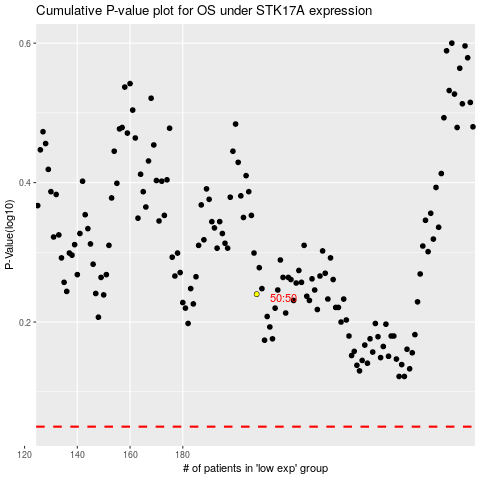 Cumulative P-value plot for OS under STK17A expression
P-Value(log10)
0.6
0.4
0.2
50:50
120 140 160 180
# of patients in 'low exp' group